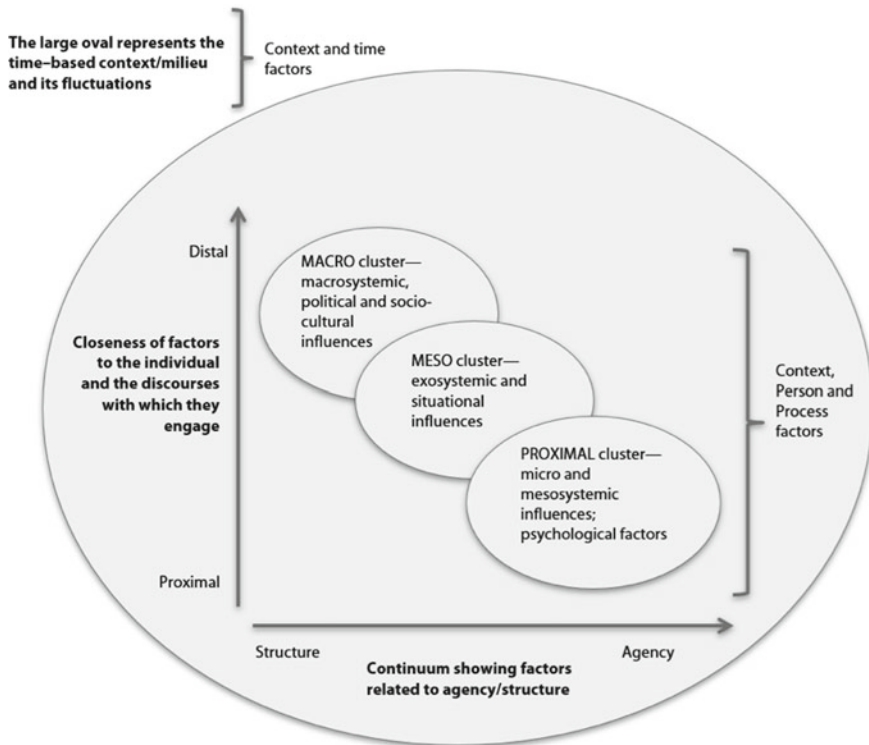 The large oval represents the
time–based context/milieu
and its fluctuations
Context and time
factors
Distal
MACRO cluster—
macrosystemic,
political and socio-
cultural
influences
Closeness of factors
to the individual
and the discourses
with which they
engage
MESO cluster—
exosystemic and
situational
influences
Context,
Person and
Process
factors
PROXIMAL cluster—
micro and
mesosystemic
influences;
psychological factors
Proximal
Structure
Agency
Continuum showing factors
related to agency/structure